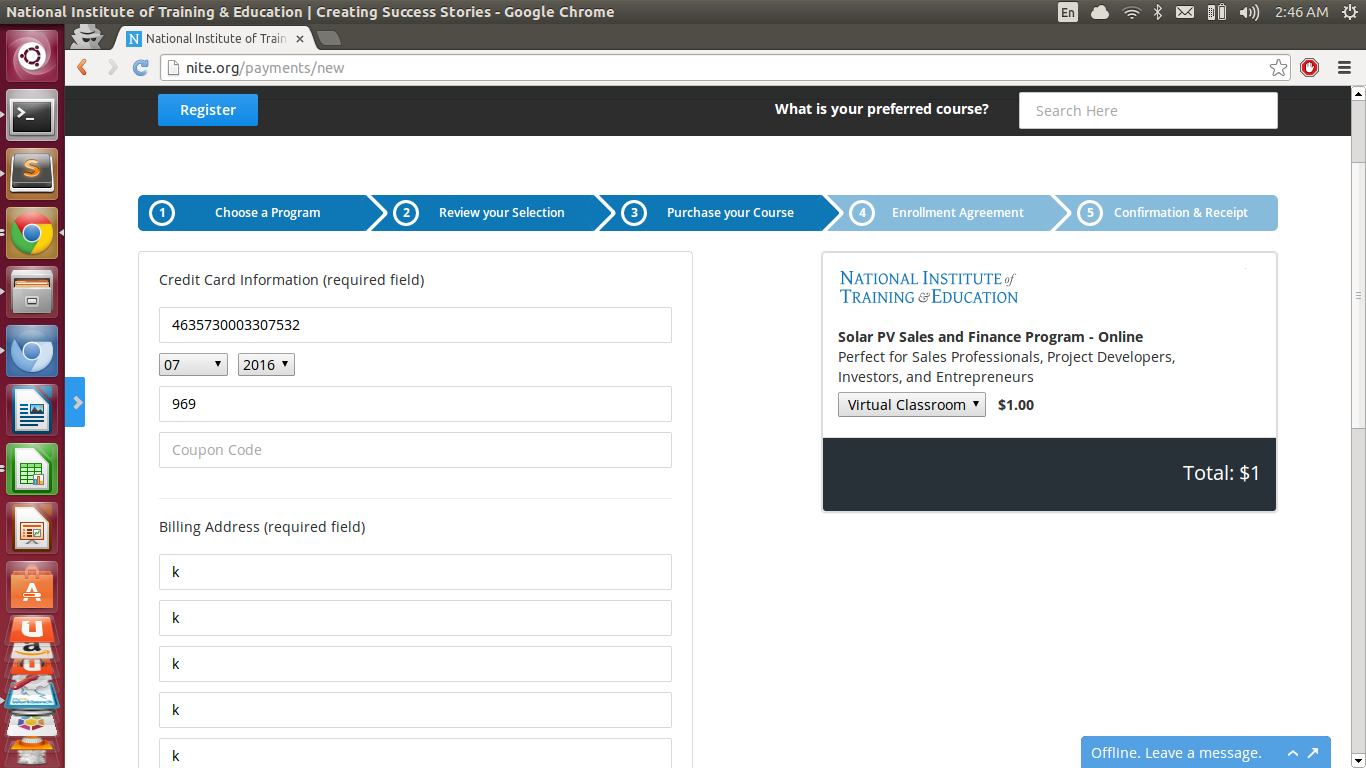 National Institute of Training & Education | Creating Success Stories - Google Chrome
En
2:46 AM
National Institute of Train
nite.org/payments/new
Register
What is your preferred course?
Search Here
1 Choose a Program
2 Review your Selection
3 Purchase your Course
4 Enrollment Agreement
5 Confirmation & Receipt
Credit Card Information (required field)
4635730003307532
07 2016
969
Coupon Code
Billing Address (required field)
k
k
k
k
k
NATIONAL INSTITUTE of
TRAINING & EDUCATION
Solar PV Sales and Finance Program - Online
Perfect for Sales Professionals, Project Developers,
Investors, and Entrepreneurs
Virtual Classroom $1.00
Total: $1
Offline. Leave a message.